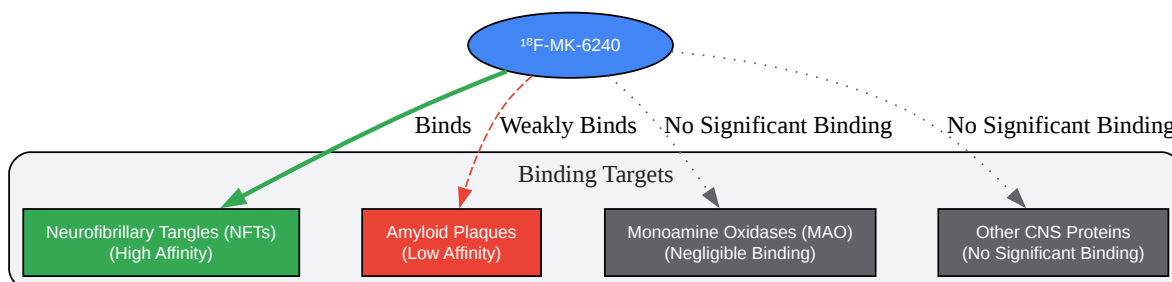 ¹⁸F-MK-6240
Binds
Weakly Binds
No Significant Binding
No Significant Binding
Binding Targets
Neurofibrillary Tangles (NFTs)
(High Affinity)
Amyloid Plaques
(Low Affinity)
Monoamine Oxidases (MAO)
(Negligible Binding)
Other CNS Proteins
(No Significant Binding)